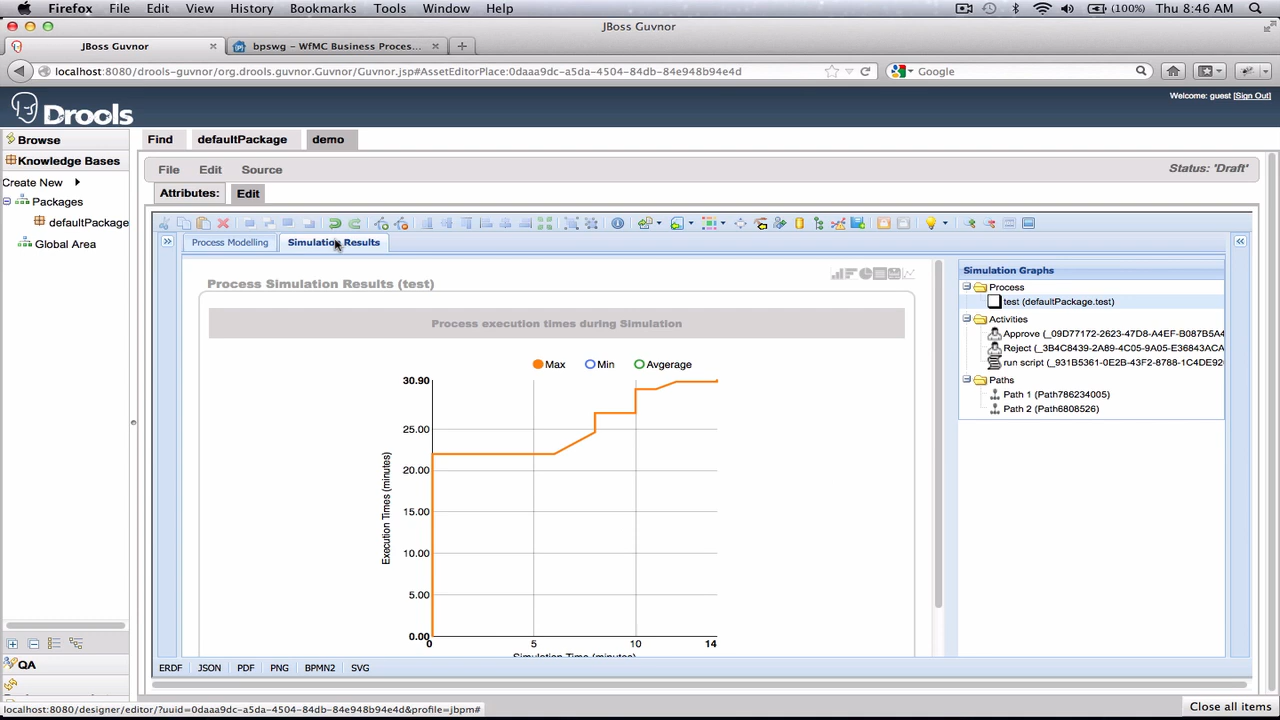 Firefox File Edit View History Bookmarks Tools Window Help (100%) Thu 8:46 AM
JBoss Guvnor
JBoss Guvnor
bpswg – WfMC Business Proces...
localhost:8080/drools-guvnor/org.drools.guvnor.Guvnor/Guvnor.jsp#AssetEditorPlace:0daaa9dc-a5da-4504-84db-84e948b94e4d
Google
Drools
Welcome: guest [Sign Out]
Browse
Knowledge Bases
Create New
Packages
defaultPackage
Global Area
QA
Find defaultPackage demo
File Edit Source
Status: 'Draft'
Attributes: Edit
Process Modelling Simulation Results
Process Simulation Results (test)
Process execution times during Simulation
Max Min Avgerage
30.90
25.00
20.00
15.00
10.00
5.00
0.00
Execution Times (minutes)
0 5 10 14
Simulation Time (minutes)
Simulation Graphs
Process
test (defaultPackage.test)
Activities
Approve (_09D77172-2623-47D8-A4EF-B087B5A4
Reject (_3B4C8439-2A89-4C05-9A05-E36843ACA
run script (_931B5361-0E2B-43F2-8788-1C4DE92
Paths
Path 1 (Path786234005)
Path 2 (Path6808526)
ERDF JSON PDF PNG BPMN2 SVG
localhost:8080/designer/editor/?uuid=0daaa9dc-a5da-4504-84db-84e948b94e4d&profile=jbpm#
Close all items